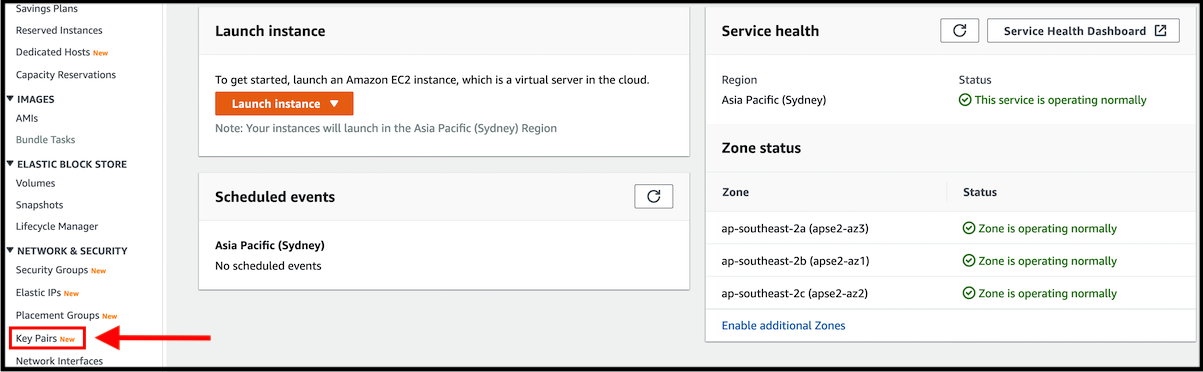 Savings Plans
Reserved Instances
Dedicated Hosts New
Capacity Reservations
IMAGES
AMIs
Bundle Tasks
ELASTIC BLOCK STORE
Volumes
Snapshots
Lifecycle Manager
NETWORK & SECURITY
Security Groups New
Elastic IPs New
Placement Groups New
Key Pairs New
Network Interfaces
Launch instance
To get started, launch an Amazon EC2 instance, which is a virtual server in the cloud.
Launch instance
Note: Your instances will launch in the Asia Pacific (Sydney) Region
Scheduled events
Asia Pacific (Sydney)
No scheduled events
Service health
Service Health Dashboard
Region Status
Asia Pacific (Sydney) This service is operating normally
Zone status
Zone Status
ap-southeast-2a (apse2-az3) Zone is operating normally
ap-southeast-2b (apse2-az1) Zone is operating normally
ap-southeast-2c (apse2-az2) Zone is operating normally
Enable additional Zones